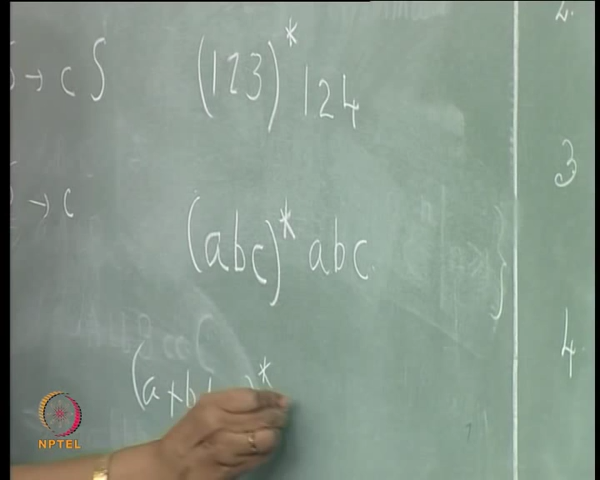 → c S
(123)* 124
→ c
(abc)* abc
(a + b
2.
3
4
NPTEL